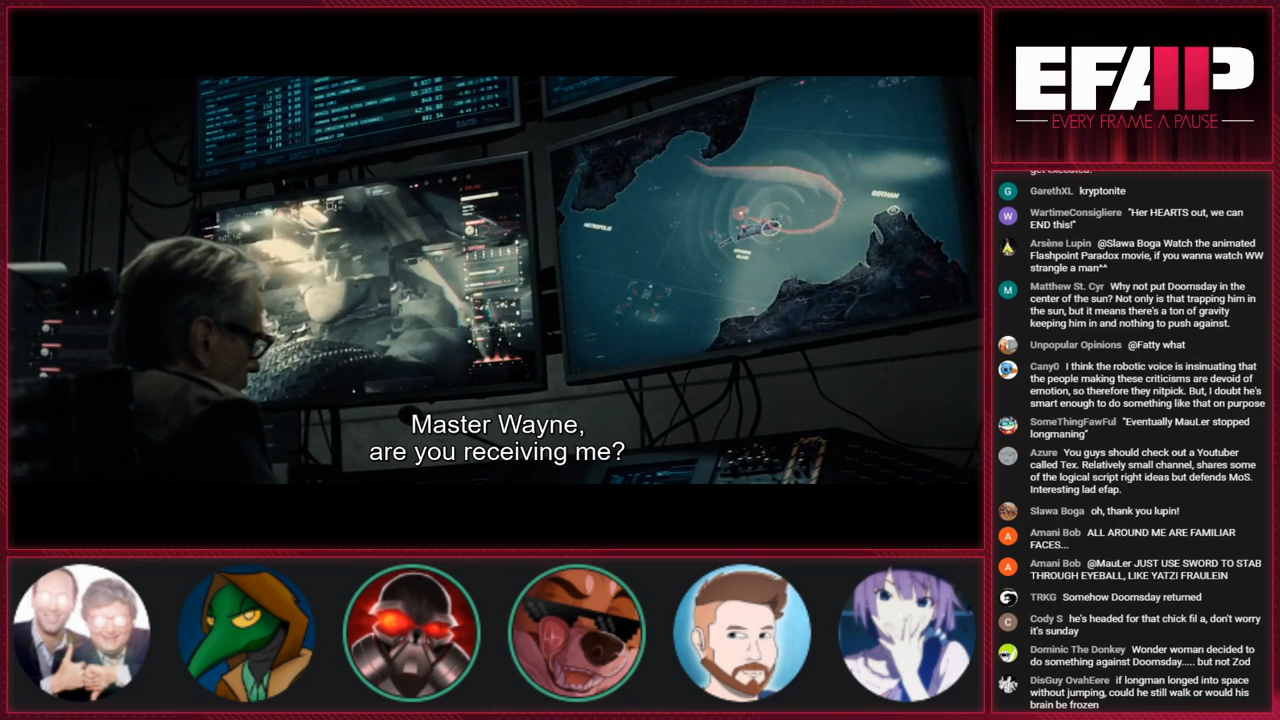 METROPOLIS
GOTHAM
Master Wayne,
are you receiving me?
EFAP
EVERY FRAME A PAUSE
get executed.
G GarethXL kryptonite
W WartimeConsigliere "Her HEARTS out, we can
END this!"
Arsène Lupin @Slawa Boga Watch the animated
Flashpoint Paradox movie, if you wanna watch WW
strangle a man^^
M Matthew St. Cyr Why not put Doomsday in the
center of the sun? Not only is that trapping him in
the sun, but it means there's a ton of gravity
keeping him in and nothing to push against.
Unpopular Opinions @Fatty what
Cany0 I think the robotic voice is insinuating that
the people making these criticisms are devoid of
emotion, so therefore they nitpick. But, I doubt he's
smart enough to do something like that on purpose
SomeThingFawFul "Eventually MauLer stopped
longmaning"
Azure You guys should check out a Youtuber
called Tex. Relatively small channel, shares some
of the logical script right ideas but defends MoS.
Interesting lad efap.
Slawa Boga oh, thank you lupin!
A Amani Bob ALL AROUND ME ARE FAMILIAR
FACES...
A Amani Bob @MauLer JUST USE SWORD TO STAB
THROUGH EYEBALL, LIKE YATZI FRAULEIN
TRKG Somehow Doomsday returned
C Cody S he's headed for that chick fil a, don't worry
it's sunday
Dominic The Donkey Wonder woman decided to
do something against Doomsday..... but not Zod
DisGuy OvahEere if longman longed into space
without jumping, could he still walk or would his
brain be frozen